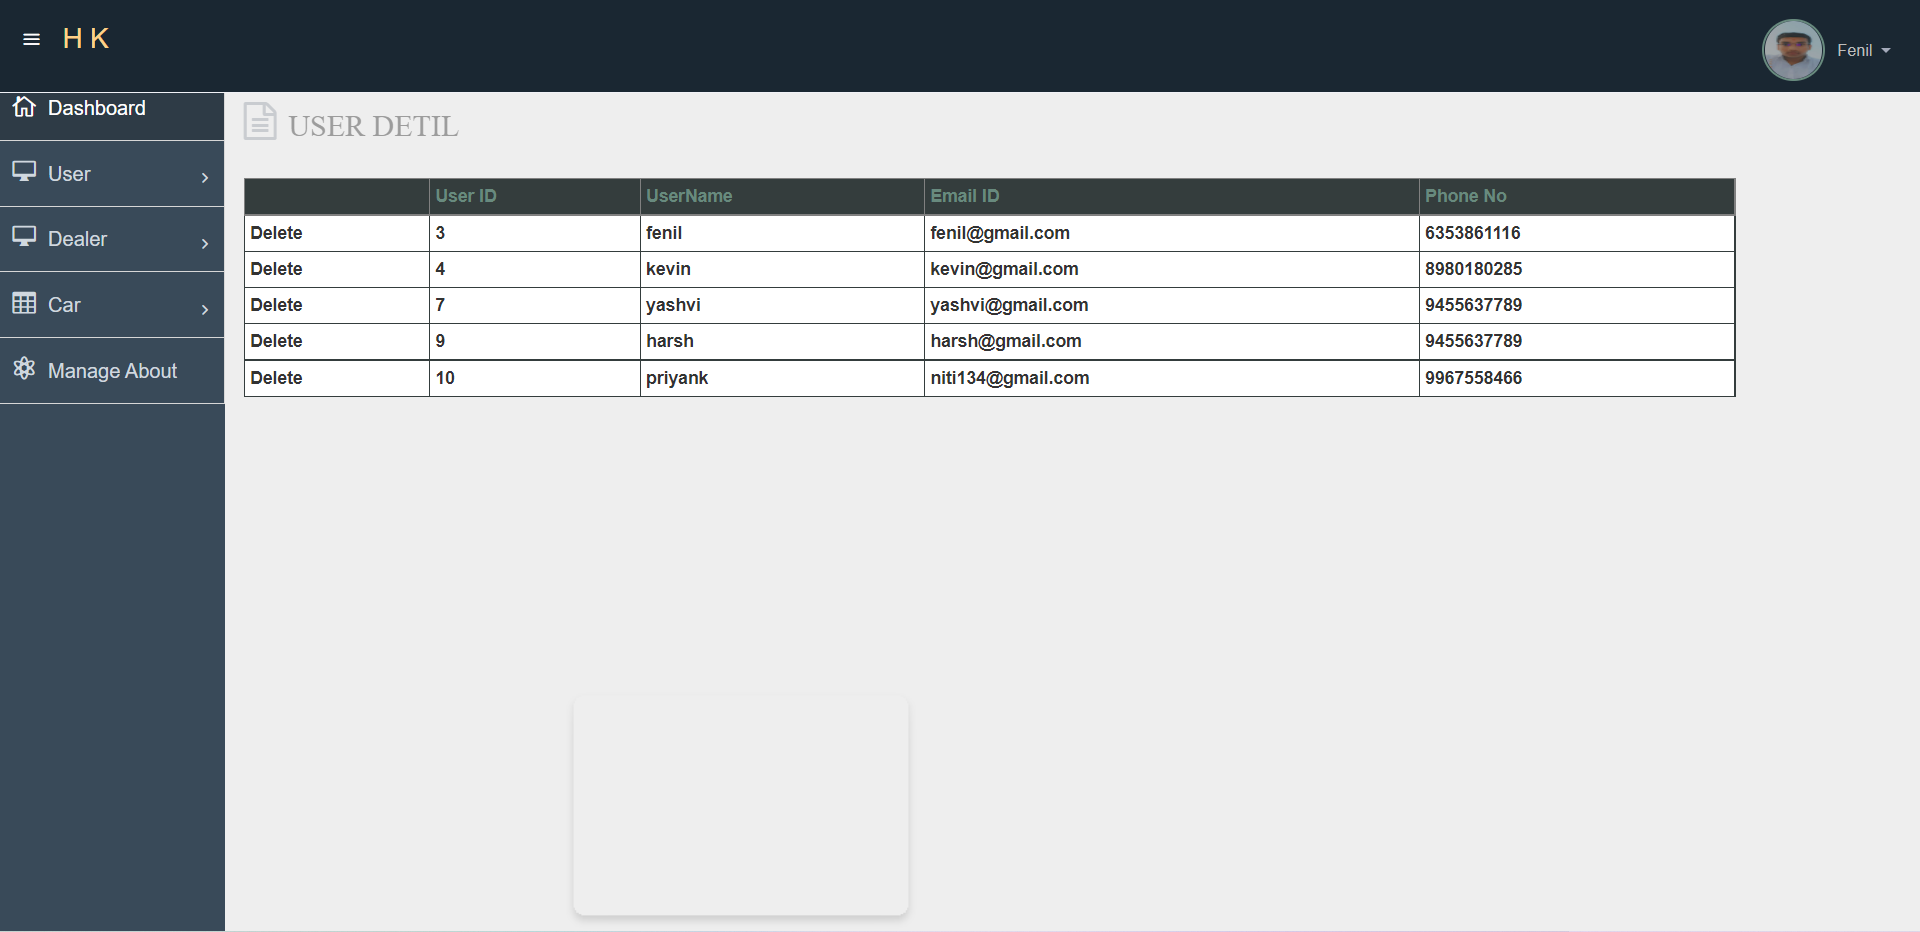 H K
Fenil
Dashboard
User
Dealer
Car
Manage About
USER DETIL
User ID UserName Email ID Phone No
Delete 3 fenil fenil@gmail.com 6353861116
Delete 4 kevin kevin@gmail.com 8980180285
Delete 7 yashvi yashvi@gmail.com 9455637789
Delete 9 harsh harsh@gmail.com 9455637789
Delete 10 priyank niti134@gmail.com 9967558466